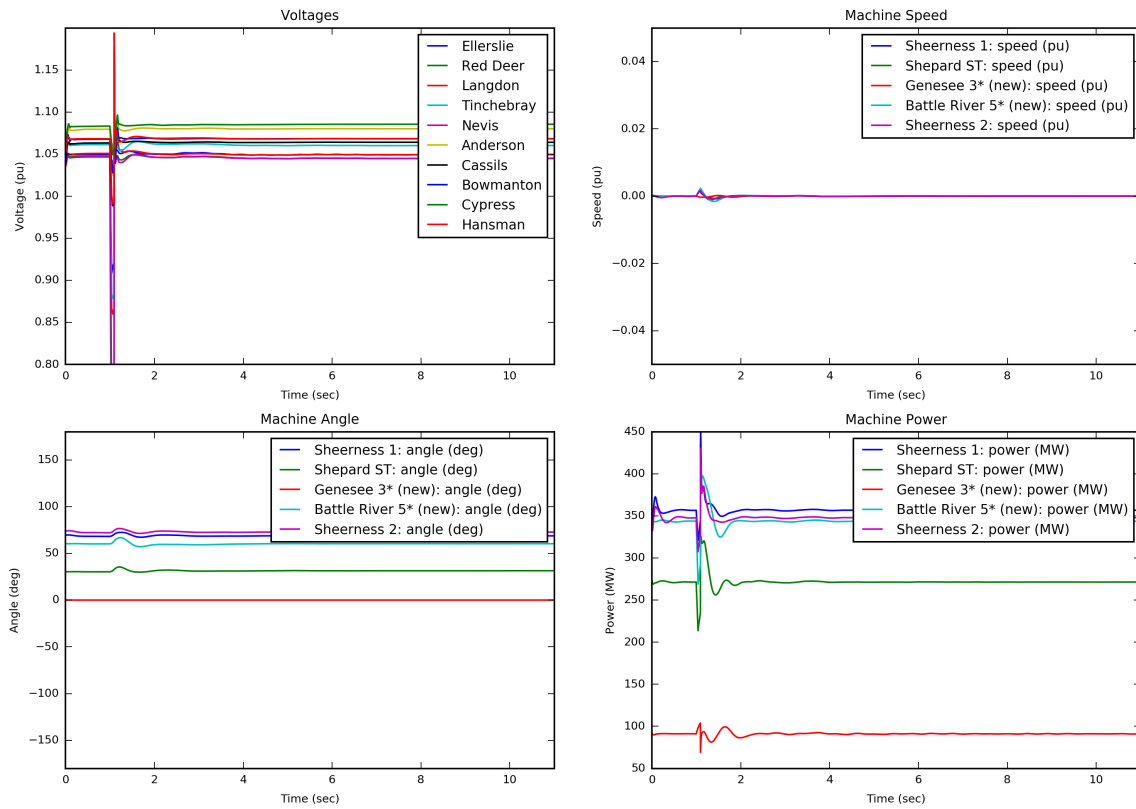 Voltages
1.15
1.10
1.05
1.00
0.95
0.90
0.85
0.80
Voltage (pu)
0 2 4 6 8 10
Time (sec)
Ellerslie
Red Deer
Langdon
Tinchebray
Nevis
Anderson
Cassils
Bowmanton
Cypress
Hansman
Machine Speed
0.04
0.02
0.00
−0.02
−0.04
Speed (pu)
0 2 4 6 8 10
Time (sec)
Sheerness 1: speed (pu)
Shepard ST: speed (pu)
Genesee 3* (new): speed (pu)
Battle River 5* (new): speed (pu)
Sheerness 2: speed (pu)
Machine Angle
150
100
50
0
−50
−100
−150
Angle (deg)
0 2 4 6 8 10
Time (sec)
Sheerness 1: angle (deg)
Shepard ST: angle (deg)
Genesee 3* (new): angle (deg)
Battle River 5* (new): angle (deg)
Sheerness 2: angle (deg)
Machine Power
450
400
350
300
250
200
150
100
50
Power (MW)
0 2 4 6 8 10
Time (sec)
Sheerness 1: power (MW)
Shepard ST: power (MW)
Genesee 3* (new): power (MW)
Battle River 5* (new): power (MW)
Sheerness 2: power (MW)